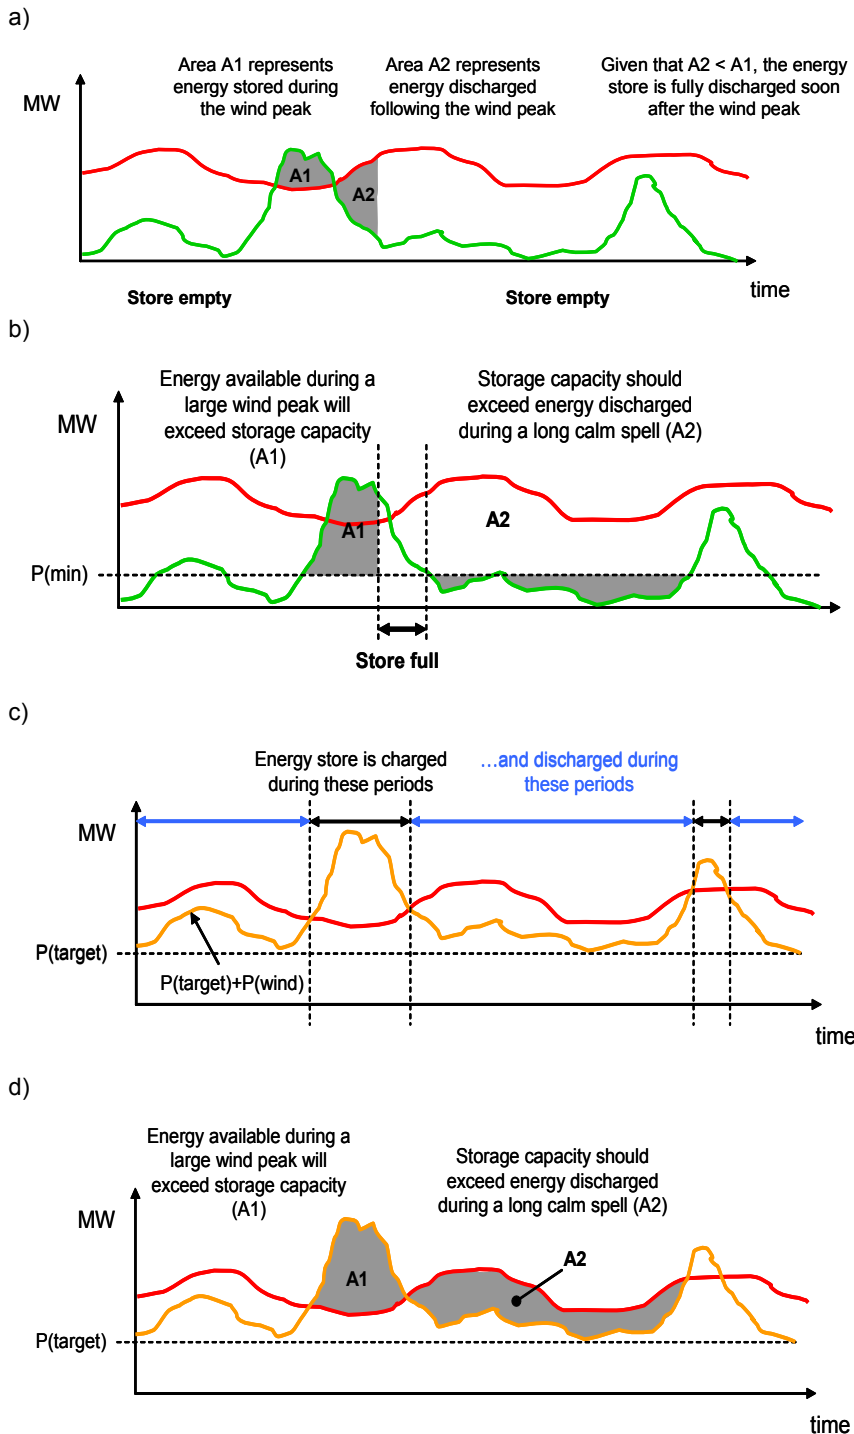 a)
Area A1 represents
energy stored during
the wind peak
Area A2 represents
energy discharged
following the wind peak
Given that A2 < A1, the energy
store is fully discharged soon
after the wind peak
MW
A1
A2
time
Store empty
Store empty
b)
Energy available during a
large wind peak will
exceed storage capacity
(A1)
Storage capacity should
exceed energy discharged
during a long calm spell (A2)
MW
A1
A2
P(min)
Store full
c)
Energy store is charged
during these periods
…and discharged during
these periods
MW
P(target)
P(target)+P(wind)
time
d)
Energy available during a
large wind peak will
exceed storage capacity
(A1)
Storage capacity should
exceed energy discharged
during a long calm spell (A2)
MW
A1
A2
P(target)
time